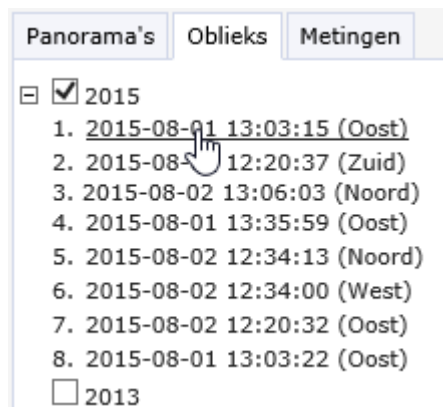 Panorama's Oblieks Metingen
2015
1. 2015-08-01 13:03:15 (Oost)
2. 2015-08- 12:20:37 (Zuid)
3. 2015-08-02 13:06:03 (Noord)
4. 2015-08-01 13:35:59 (Oost)
5. 2015-08-02 12:34:13 (Noord)
6. 2015-08-02 12:34:00 (West)
7. 2015-08-02 12:20:32 (Oost)
8. 2015-08-01 13:03:22 (Oost)
2013